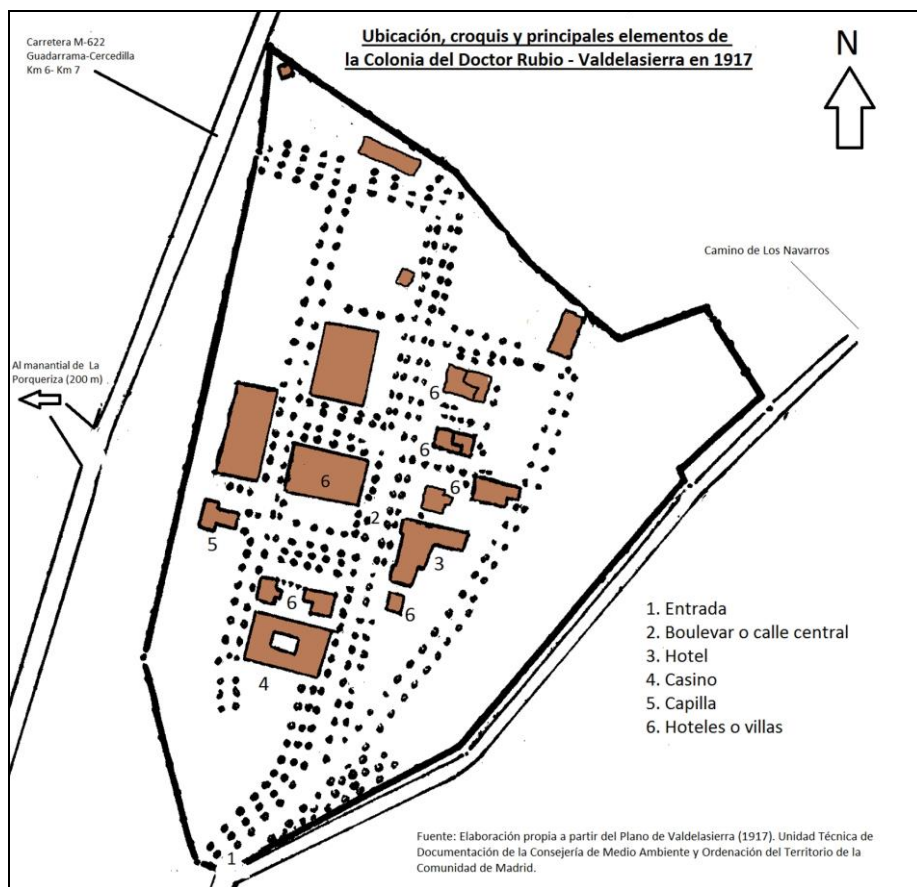 Carretera M-622
Guadarrama-Cercedilla
Km 6- Km 7
Ubicación, croquis y principales elementos de
la Colonia del Doctor Rubio - Valdelasierra en 1917
N
Camino de Los Navarros
Al manantial de La
Porqueriza (200 m)
6
6
6
6
2
5
3
6
6
4
1
1. Entrada
2. Boulevar o calle central
3. Hotel
4. Casino
5. Capilla
6. Hoteles o villas
Fuente: Elaboración propia a partir del Plano de Valdelasierra (1917). Unidad Técnica de
Documentación de la Consejería de Medio Ambiente y Ordenación del Territorio de la
Comunidad de Madrid.